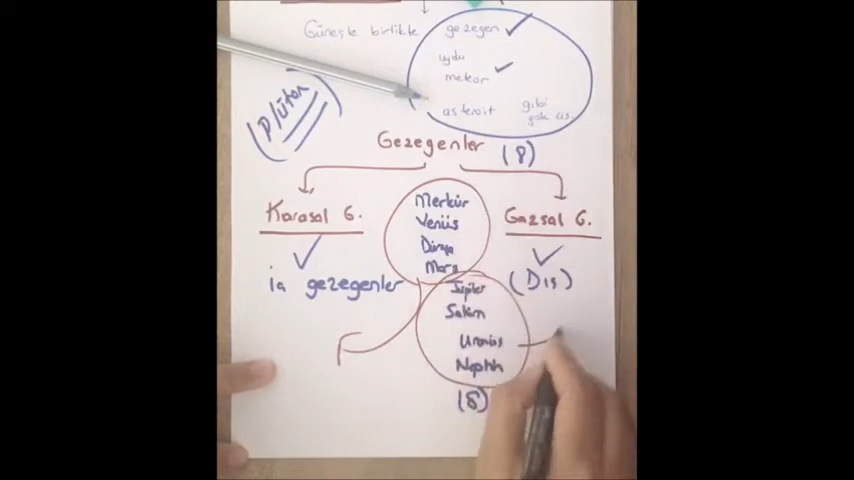 Güneşle birlikte gezegen
uydu
meteor
asteroit gibi
gök cis.
plüton
Gezegenler (8)
Karasal G.
Gazsal G.
Merkür
Venüs
Dünya
Mars
iç gezegenler
(Dış)
Jüpiter
Satürn
Uranüs
Neptün
(8)